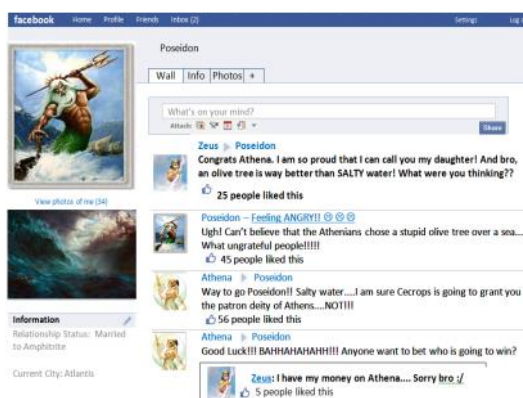 facebook Home Profile Friends Inbox (2) Settings Log
Poseidon
Wall Info Photos +
What's on your mind?
Attach:
Share
View photos of me (34)
Information
Relationship Status: Married
to Amphitrite
Current City: Atlantis
Zeus Poseidon
Congrats Athena. I am so proud that I can call you my daughter! And bro,
an olive tree is way better than SALTY water! What were you thinking??
25 people liked this
Poseidon – Feeling ANGRY!! ☹ ☹ ☹
Ugh! Can't believe that the Athenians chose a stupid olive tree over a sea...
What ungrateful people!!!!!
45 people liked this
Athena Poseidon
Way to go Poseidon!! Salty water....I am sure Cecrops is going to grant you
the patron deity of Athens....NOT!!!
56 people liked this
Athena Poseidon
Good Luck!!! BAHHAHAHAHH!!! Anyone want to bet who is going to win?
Zeus: I have my money on Athena.... Sorry bro :/
5 people liked this